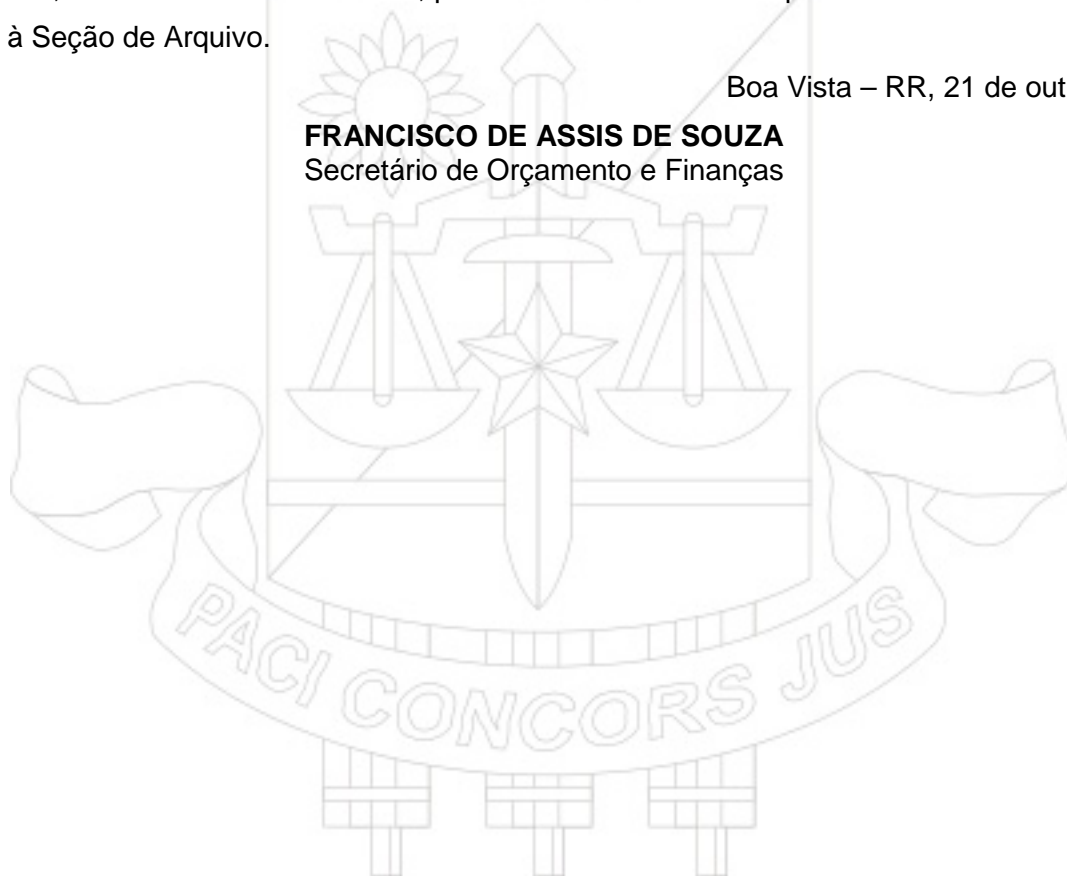 à Seção de Arquivo.
Boa Vista – RR, 21 de out
FRANCISCO DE ASSIS DE SOUZA
Secretário de Orçamento e Finanças
PACI CONCORS JUS